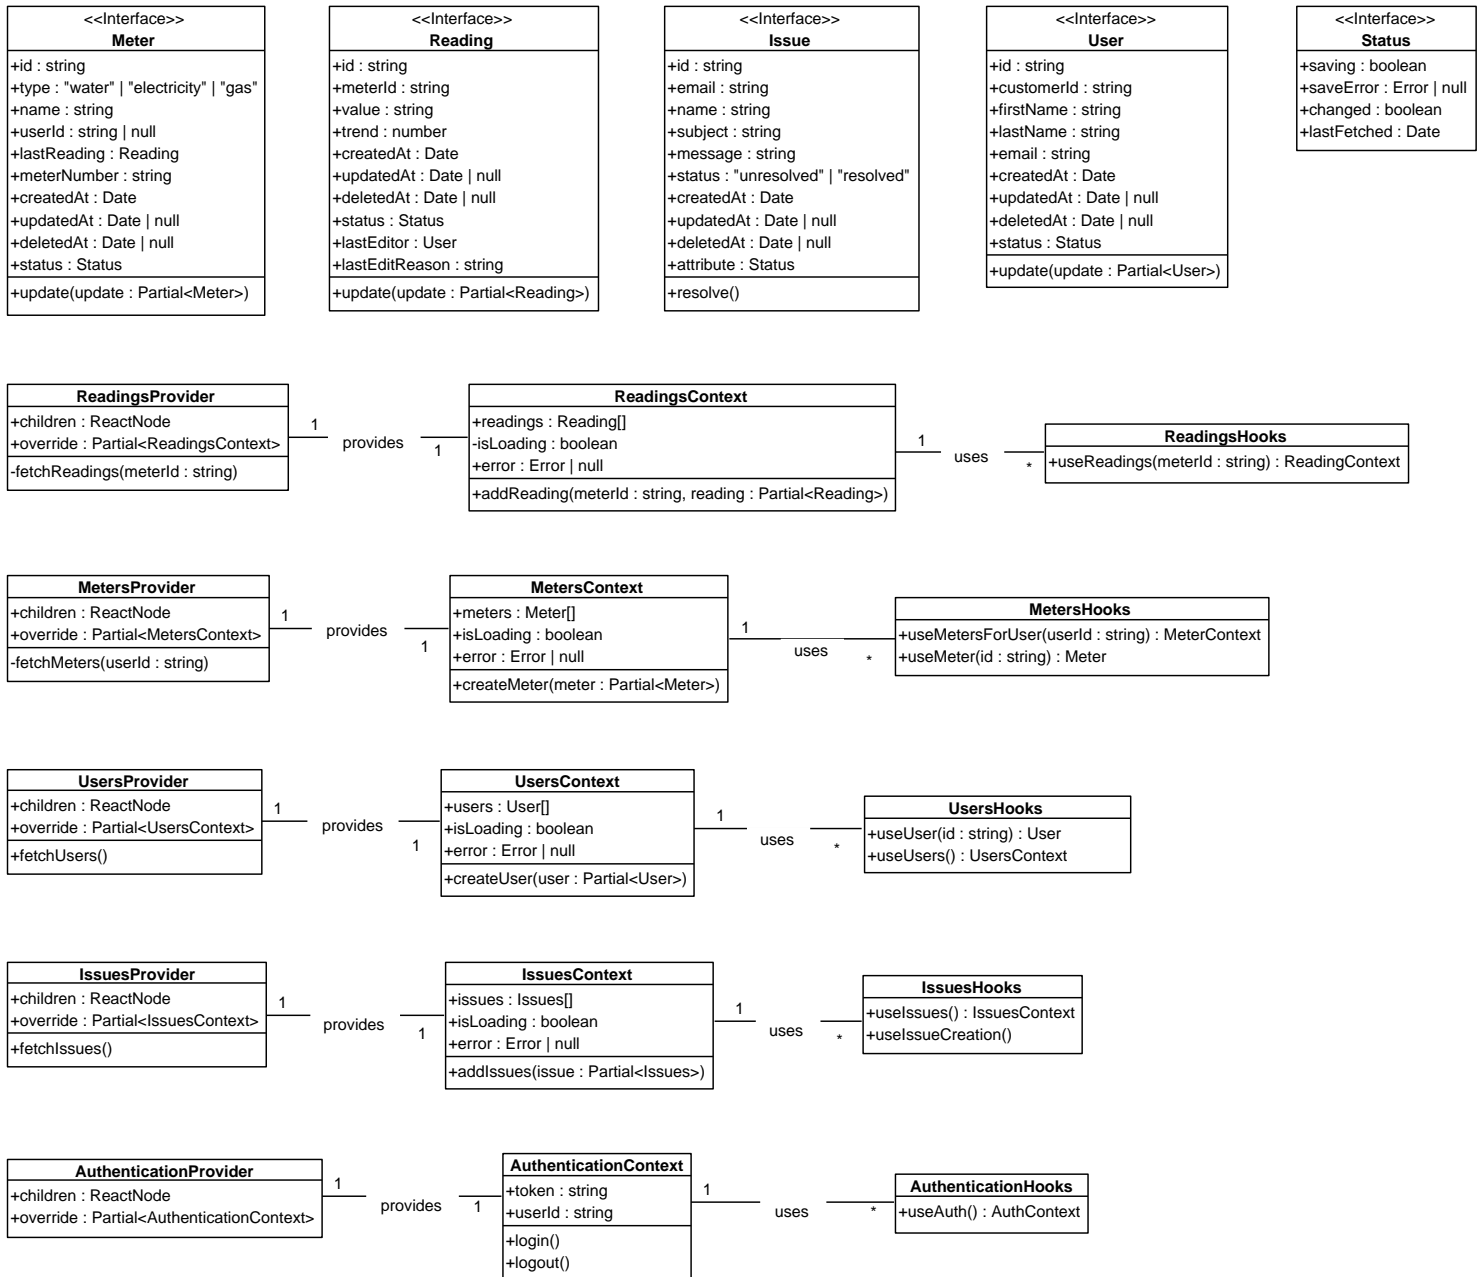 <<Interface>>
Meter
+id : string
+type : "water" | "electricity" | "gas"
+name : string
+userId : string | null
+lastReading : Reading
+meterNumber : string
+createdAt : Date
+updatedAt : Date | null
+deletedAt : Date | null
+status : Status
+update(update : Partial<Meter>)
<<Interface>>
Reading
+id : string
+meterId : string
+value : string
+trend : number
+createdAt : Date
+updatedAt : Date | null
+deletedAt : Date | null
+status : Status
+lastEditor : User
+lastEditReason : string
+update(update : Partial<Reading>)
<<Interface>>
Issue
+id : string
+email : string
+name : string
+subject : string
+message : string
+status : "unresolved" | "resolved"
+createdAt : Date
+updatedAt : Date | null
+deletedAt : Date | null
+attribute : Status
+resolve()
<<Interface>>
User
+id : string
+customerId : string
+firstName : string
+lastName : string
+email : string
+createdAt : Date
+updatedAt : Date | null
+deletedAt : Date | null
+status : Status
+update(update : Partial<User>)
<<Interface>>
Status
+saving : boolean
+saveError : Error | null
+changed : boolean
+lastFetched : Date
ReadingsProvider
+children : ReactNode
+override : Partial<ReadingsContext>
-fetchReadings(meterId : string)
1
provides
1
ReadingsContext
+readings : Reading[]
-isLoading : boolean
+error : Error | null
+addReading(meterId : string, reading : Partial<Reading>)
1
uses
*
ReadingsHooks
+useReadings(meterId : string) : ReadingContext
MetersProvider
+children : ReactNode
+override : Partial<MetersContext>
-fetchMeters(userId : string)
1
provides
1
MetersContext
+meters : Meter[]
+isLoading : boolean
+error : Error | null
+createMeter(meter : Partial<Meter>)
1
uses
*
MetersHooks
+useMetersForUser(userId : string) : MeterContext
+useMeter(id : string) : Meter
UsersProvider
+children : ReactNode
+override : Partial<UsersContext>
+fetchUsers()
1
provides
1
UsersContext
+users : User[]
+isLoading : boolean
+error : Error | null
+createUser(user : Partial<User>)
1
uses
*
UsersHooks
+useUser(id : string) : User
+useUsers() : UsersContext
IssuesProvider
+children : ReactNode
+override : Partial<IssuesContext>
+fetchIssues()
1
provides
1
IssuesContext
+issues : Issues[]
+isLoading : boolean
+error : Error | null
+addIssues(issue : Partial<Issues>)
1
uses
*
IssuesHooks
+useIssues() : IssuesContext
+useIssueCreation()
AuthenticationProvider
+children : ReactNode
+override : Partial<AuthenticationContext>
1
provides
1
AuthenticationContext
+token : string
+userId : string
+login()
+logout()
1
uses
*
AuthenticationHooks
+useAuth() : AuthContext